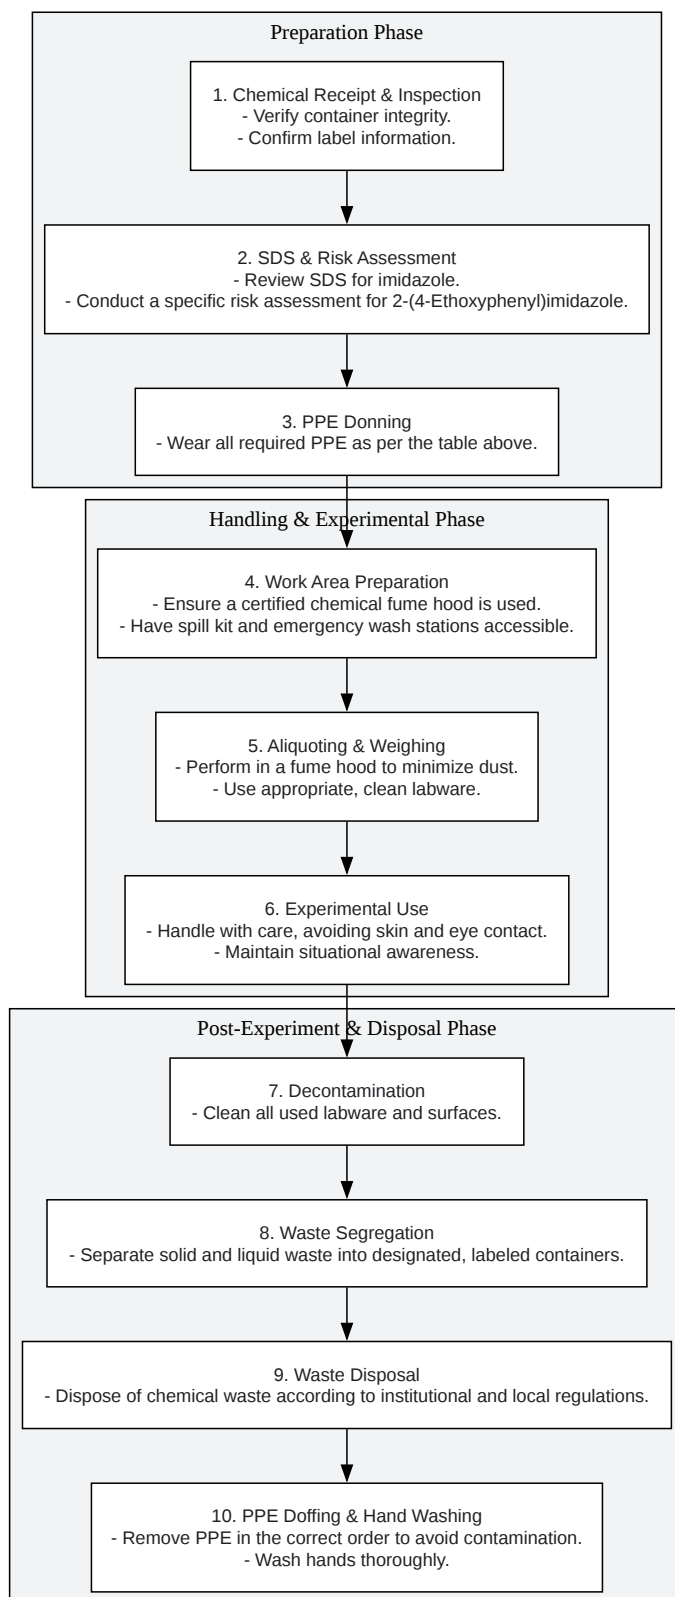 Preparation Phase
1. Chemical Receipt & Inspection
- Verify container integrity.
- Confirm label information.
2. SDS & Risk Assessment
- Review SDS for imidazole.
- Conduct a specific risk assessment for 2-(4-Ethoxyphenyl)imidazole.
3. PPE Donning
- Wear all required PPE as per the table above.
Handling & Experimental Phase
4. Work Area Preparation
- Ensure a certified chemical fume hood is used.
- Have spill kit and emergency wash stations accessible.
5. Aliquoting & Weighing
- Perform in a fume hood to minimize dust.
- Use appropriate, clean labware.
6. Experimental Use
- Handle with care, avoiding skin and eye contact.
- Maintain situational awareness.
Post-Experiment & Disposal Phase
7. Decontamination
- Clean all used labware and surfaces.
8. Waste Segregation
- Separate solid and liquid waste into designated, labeled containers.
9. Waste Disposal
- Dispose of chemical waste according to institutional and local regulations.
10. PPE Doffing & Hand Washing
- Remove PPE in the correct order to avoid contamination.
- Wash hands thoroughly.